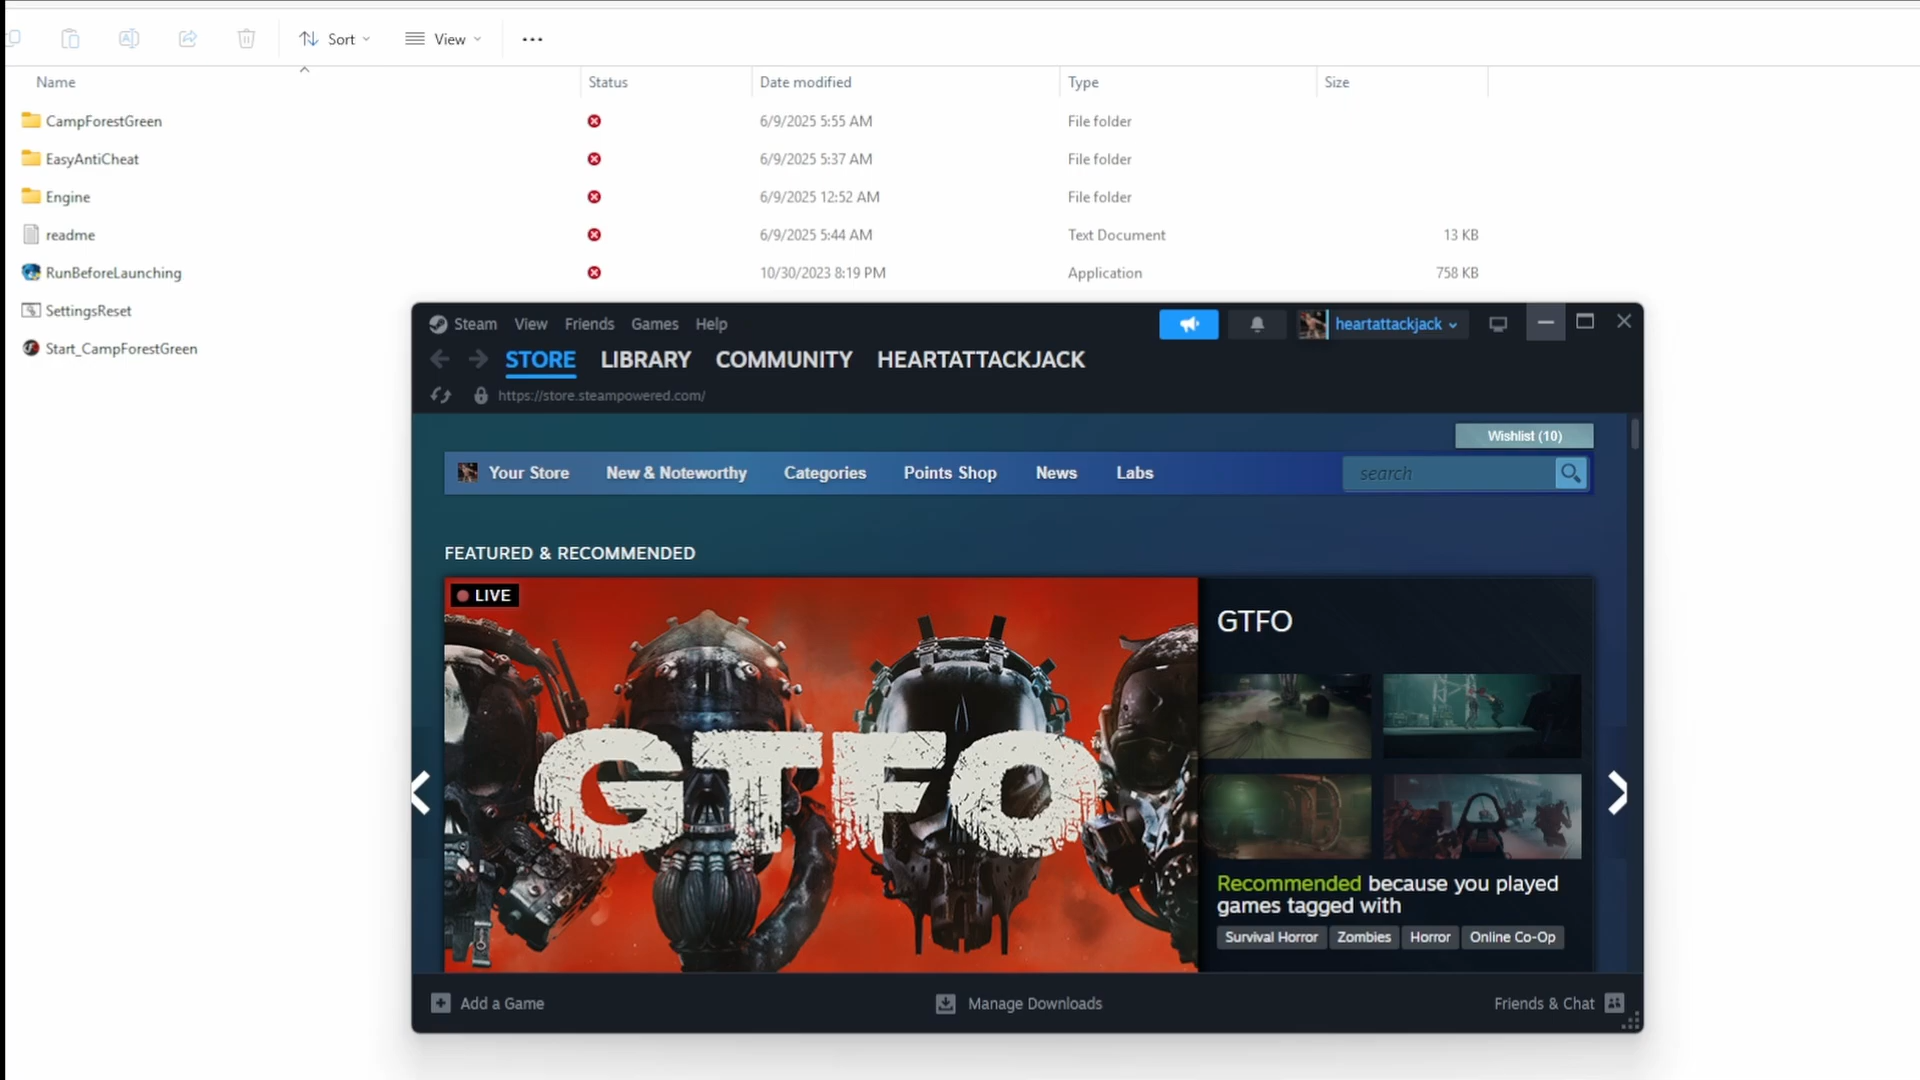 Sort
View
Name
Status
Date modified
Type
Size
CampForestGreen
6/9/2025 5:55 AM
File folder
EasyAntiCheat
6/9/2025 5:37 AM
File folder
Engine
6/9/2025 12:52 AM
File folder
readme
6/9/2025 5:44 AM
Text Document
13 KB
RunBeforeLaunching
10/30/2023 8:19 PM
Application
758 KB
SettingsReset
Start_CampForestGreen
Steam
View
Friends
Games
Help
heartattackjack
STORE
LIBRARY
COMMUNITY
HEARTATTACKJACK
https://store.steampowered.com/
Wishlist (10)
Your Store
New & Noteworthy
Categories
Points Shop
News
Labs
search
FEATURED & RECOMMENDED
LIVE
GTFO
GTFO
Recommended because you played
games tagged with
Survival Horror
Zombies
Horror
Online Co-Op
Add a Game
Manage Downloads
Friends & Chat